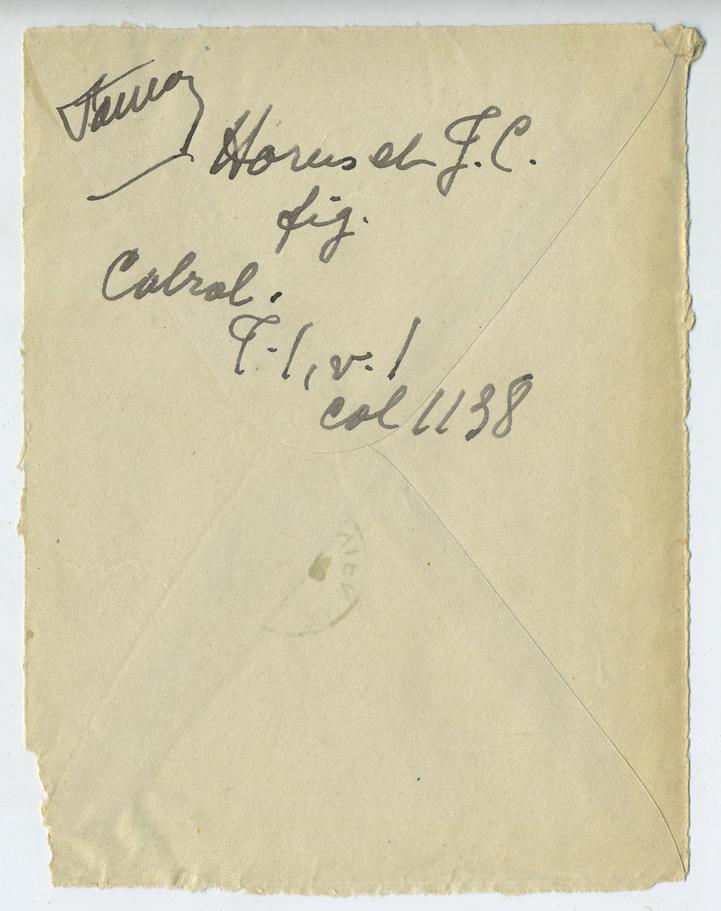 Horus et J. C.
fig.
Cabrol.
T. 1, v. 1
col 1138